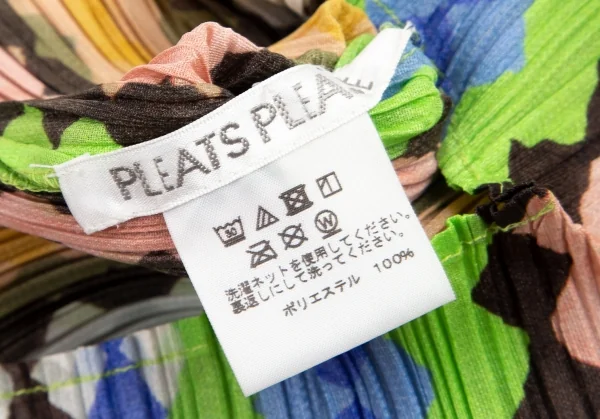 PLEATS PLEASE
30
W
洗濯ネットを使用してください。
裏返しにして洗ってください。
ポリエステル 100%